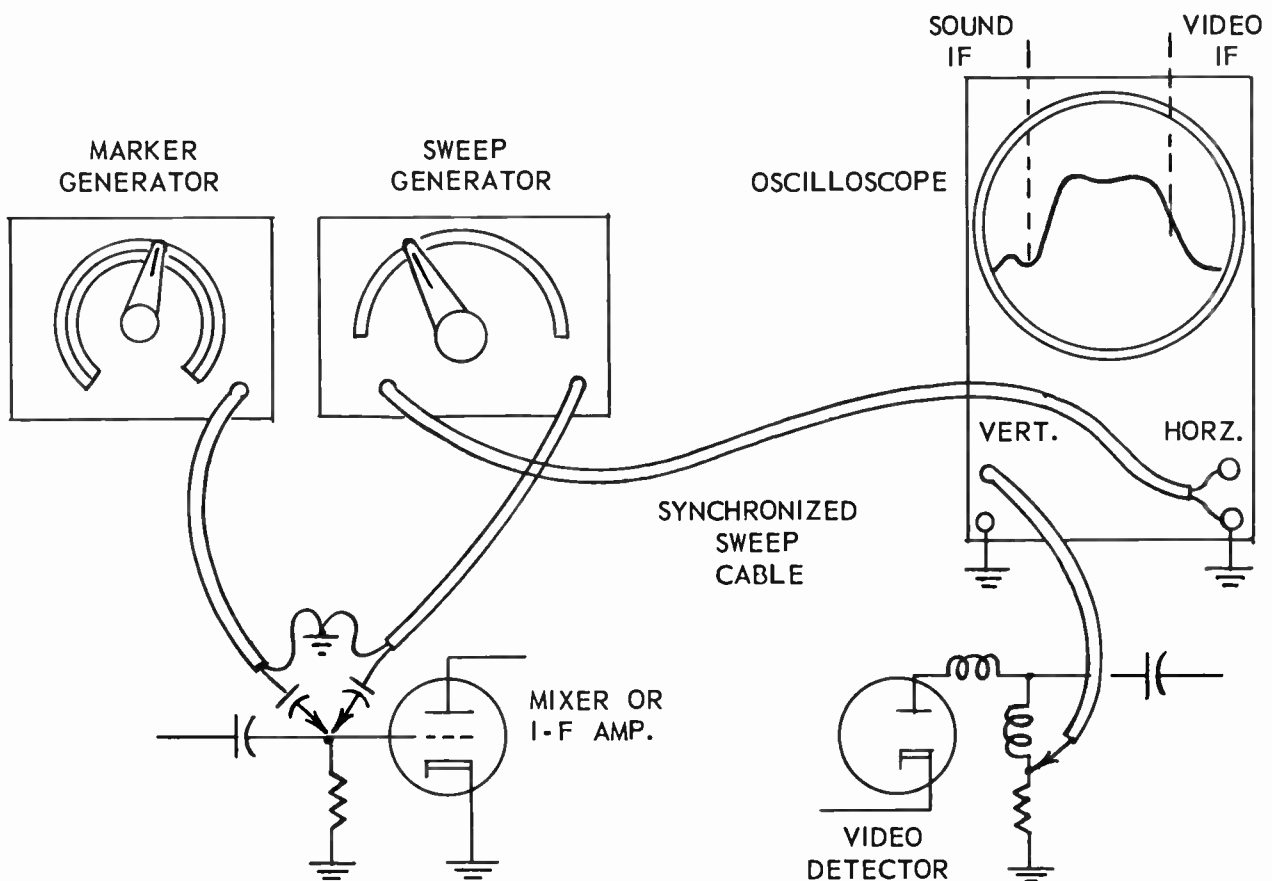 SOUND
IF
VIDEO
IF
MARKER
GENERATOR
SWEEP
GENERATOR
OSCILLOSCOPE
VERT.
HORZ.
SYNCHRONIZED
SWEEP
CABLE
MIXER OR
I-F AMP.
VIDEO
DETECTOR